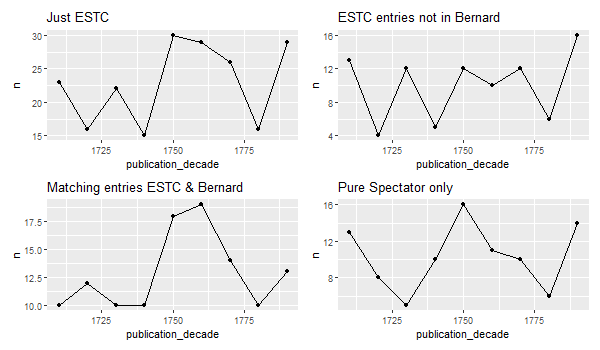 Just ESTC
30
25
20
15
n
1725
1750
1775
publication_decade
ESTC entries not in Bernard
16
12
8
4
n
1725
1750
1775
publication_decade
Matching entries ESTC & Bernard
17.5
15.0
12.5
10.0
n
1725
1750
1775
publication_decade
Pure Spectator only
16
12
8
n
1725
1750
1775
publication_decade